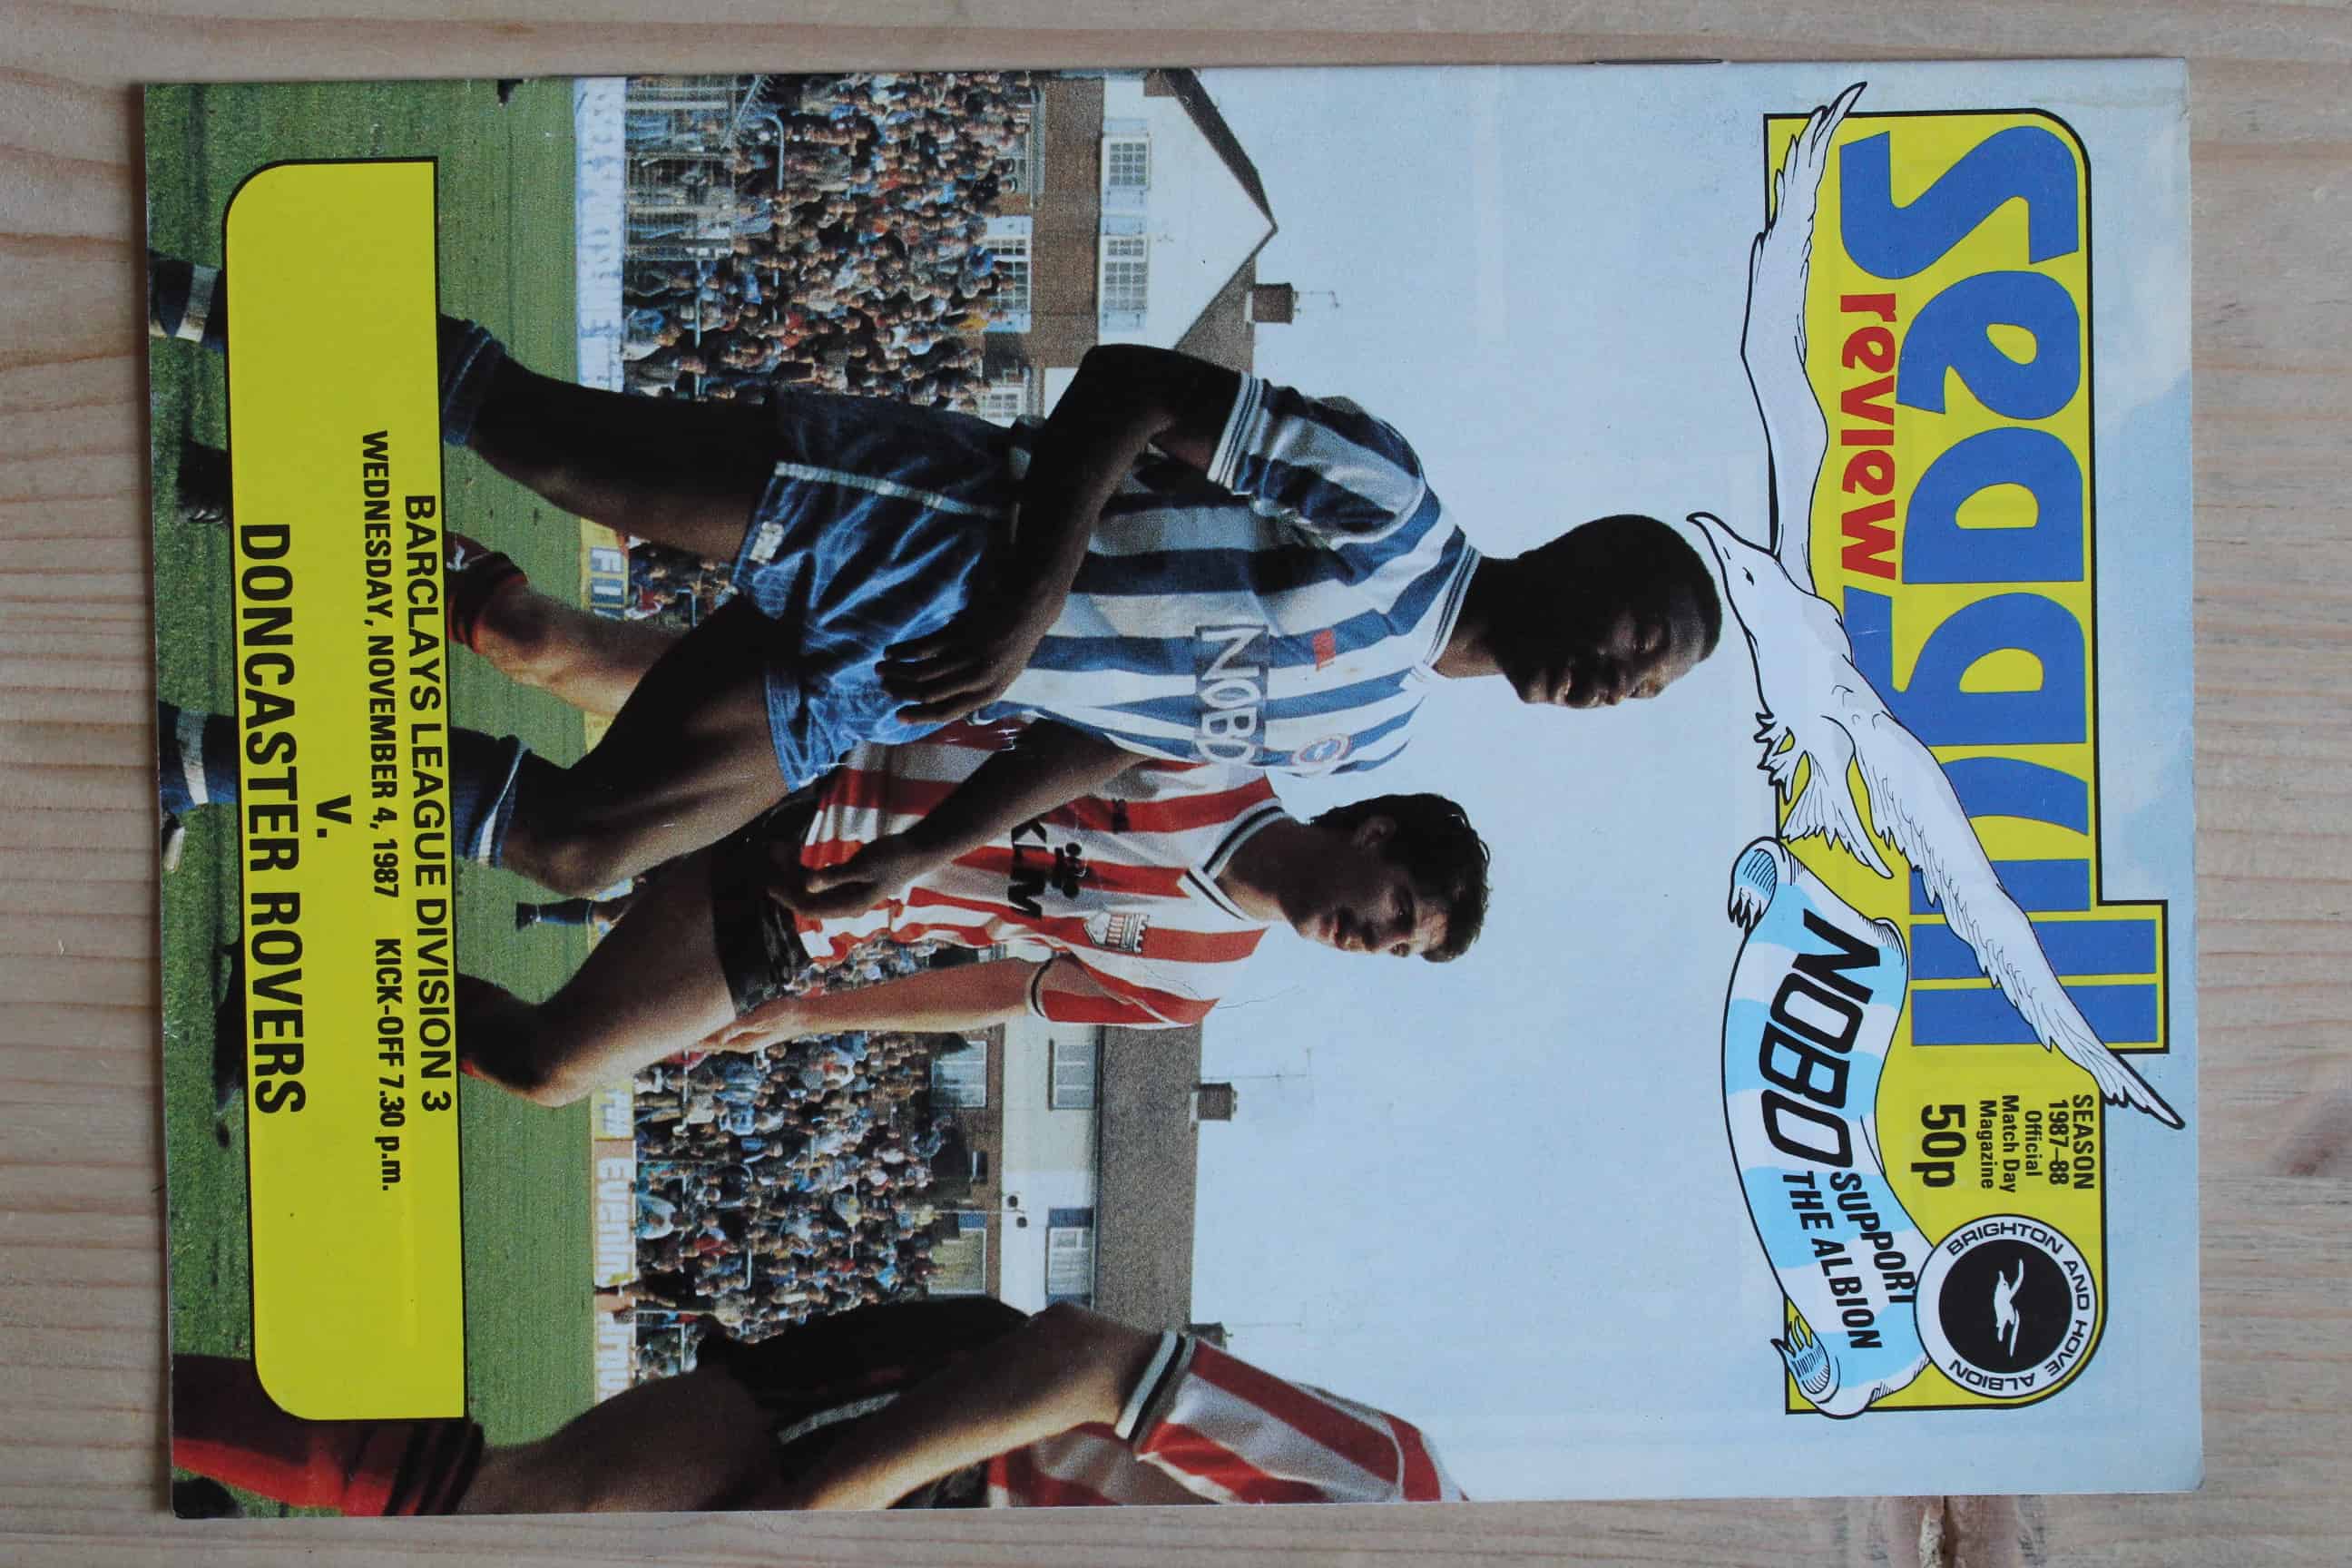 Seagull
review
SEASON
1987–88
Official
Match Day
Magazine
50p
BRIGHTON AND HOVE ALBION
NOBO SUPPORT
THE ALBION
NOBO
KLM
BARCLAYS LEAGUE DIVISION 3
WEDNESDAY, NOVEMBER 4, 1987 KICK-OFF 7.30 p.m.
V.
DONCASTER ROVERS